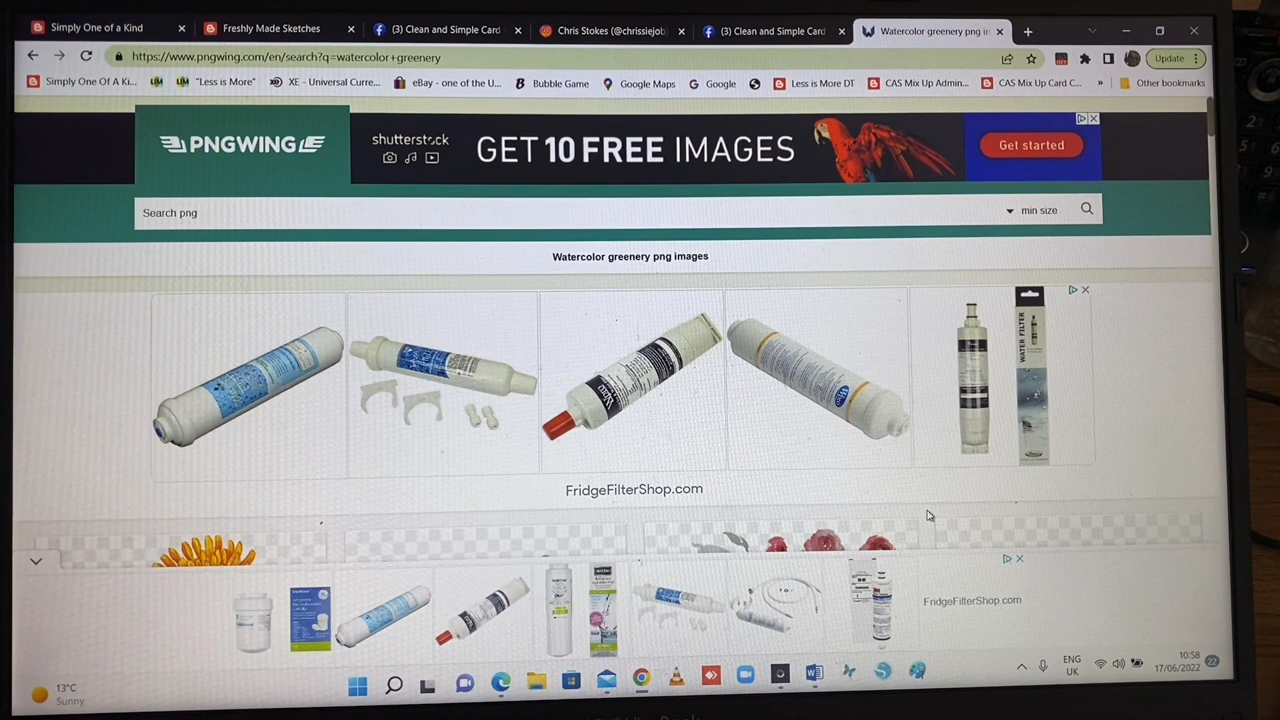 Simply One of a Kind
Freshly Made Sketches
(3) Clean and Simple Card
Chris Stokes (@chrissiejob
(3) Clean and Simple Card
Watercolor greenery png in
https://www.pngwing.com/en/search?q=watercolor+greenery
Update
Simply One Of A Ki...
"Less is More"
XE - Universal Curre...
eBay - one of the U...
Bubble Game
Google Maps
Google
Less is More DT
CAS Mix Up Admin...
CAS Mix Up Card C...
Other bookmarks
PNGWING
shutterstock
GET 10 FREE IMAGES
Get started
Search png
min size
Watercolor greenery png images
WATER FILTER
FridgeFilterShop.com
FridgeFilterShop.com
13°C
Sunny
ENG
UK
10:58
17/06/2022
22